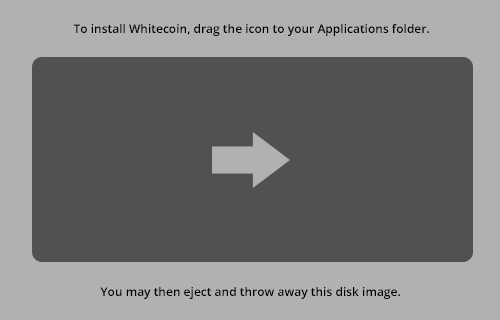 To install Whitecoin, drag the icon to your Applications folder.
You may then eject and throw away this disk image.